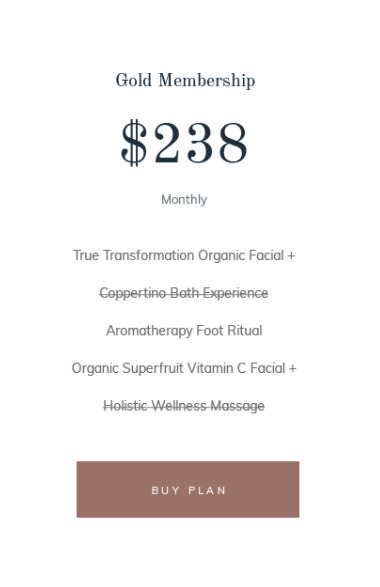 Gold Membership
$238
Monthly
True Transformation Organic Facial +
Coppertino Bath Experience
Aromatherapy Foot Ritual
Organic Superfruit Vitamin C Facial +
Holistic Wellness Massage
BUY PLAN